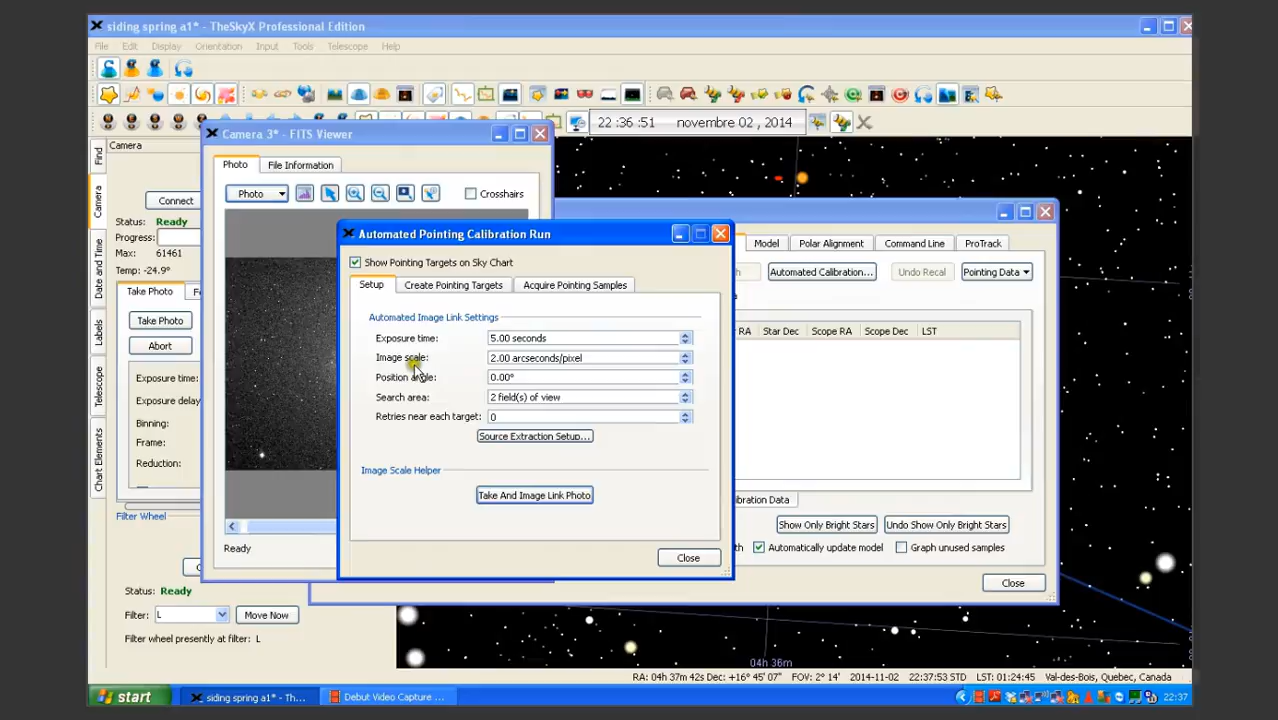 siding spring a1* - TheSkyX Professional Edition
File Edit Display Orientation Input Tools Telescope Help
22 : 36 : 51 novembre 02 , 2014
Camera
Find
Camera
Date and Time
Labels
Telescope
Chart Elements
Connect
Status: Ready
Progress:
Max: 61461
Temp: -24.9°
Take Photo
Take Photo
Abort
Exposure time:
Exposure delay
Binning:
Frame:
Reduction:
Filter Wheel
Status: Ready
Filter: L Move Now
Filter wheel presently at filter: L
Camera 3* - FITS Viewer
Photo File Information
Photo Crosshairs
Ready
Automated Pointing Calibration Run
Show Pointing Targets on Sky Chart
Setup Create Pointing Targets Acquire Pointing Samples
Automated Image Link Settings
Exposure time: 5.00 seconds
Image scale: 2.00 arcseconds/pixel
Position angle: 0.00°
Search area: 2 field(s) of view
Retries near each target: 0
Source Extraction Setup...
Image Scale Helper
Take And Image Link Photo
Close
Model Polar Alignment Command Line ProTrack
Automated Calibration... Undo Recal Pointing Data
RA Star Dec Scope RA Scope Dec LST
Show Only Bright Stars Undo Show Only Bright Stars
Automatically update model Graph unused samples
Close
04h 36m
RA: 04h 37m 42s Dec: +16° 45' 07" FOV: 2° 14' 2014-11-02 22:37:53 STD LST: 01:24:45 Val-des-Bois, Quebec, Canada
start siding spring a1* - Th... Debut Video Capture ... 22:37